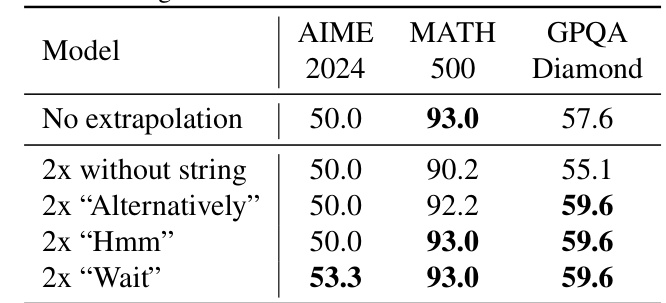 Model AIME 2024 MATH 500 GPQA Diamond
No extrapolation 50.0 93.0 57.6
2x without string 50.0 90.2 55.1
2x “Alternatively” 50.0 92.2 59.6
2x “Hmm” 50.0 93.0 59.6
2x “Wait” 53.3 93.0 59.6